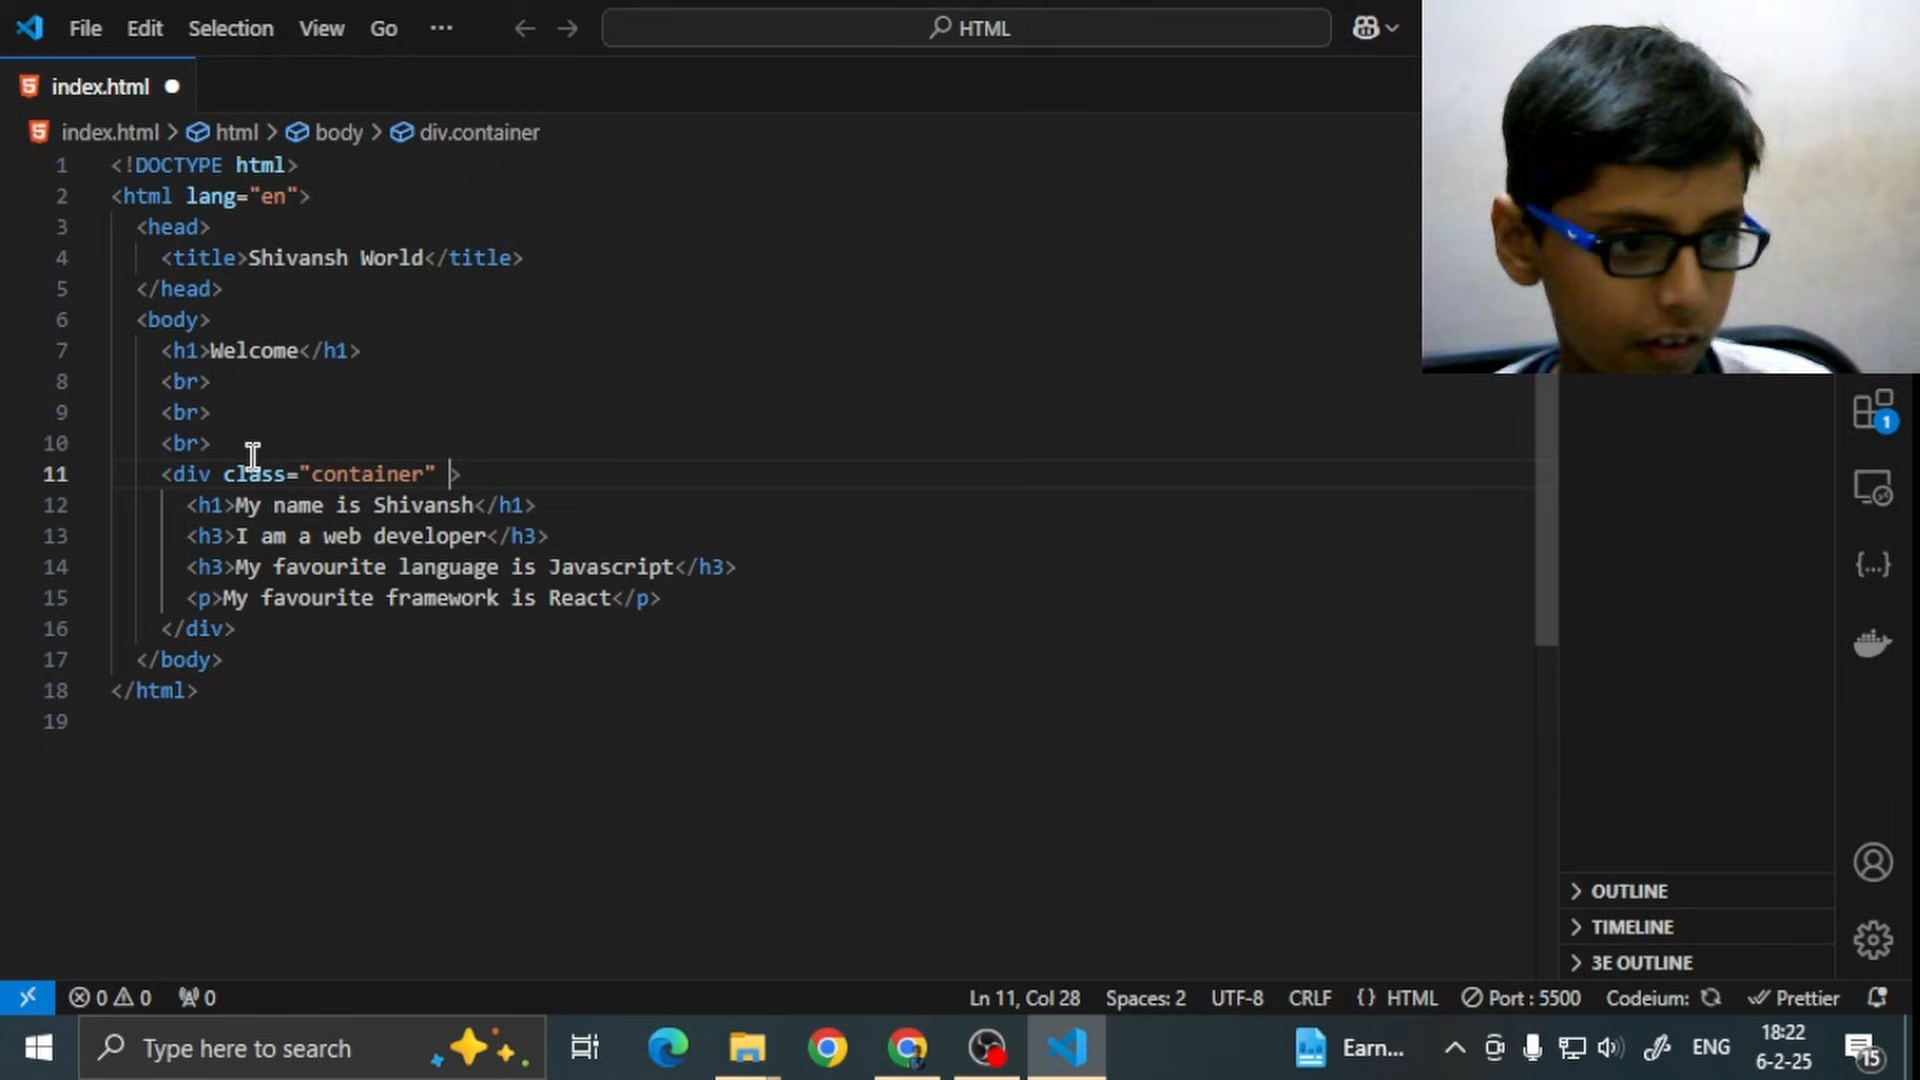 File Edit Selection View Go ··· HTML
index.html
index.html > html > body > div.container
1 <!DOCTYPE html>
2 <html lang="en">
3 <head>
4 <title>Shivansh World</title>
5 </head>
6 <body>
7 <h1>Welcome</h1>
8 <br>
9 <br>
10 <br>
11 <div class="container" >
12 <h1>My name is Shivansh</h1>
13 <h3>I am a web developer</h3>
14 <h3>My favourite language is Javascript</h3>
15 <p>My favourite framework is React</p>
16 </div>
17 </body>
18 </html>
19
1
OUTLINE
TIMELINE
3E OUTLINE
0 0 0 Ln 11, Col 28 Spaces: 2 UTF-8 CRLF {} HTML Port : 5500 Codeium: Prettier
Type here to search Earn... ENG 18:22
6-2-25
15